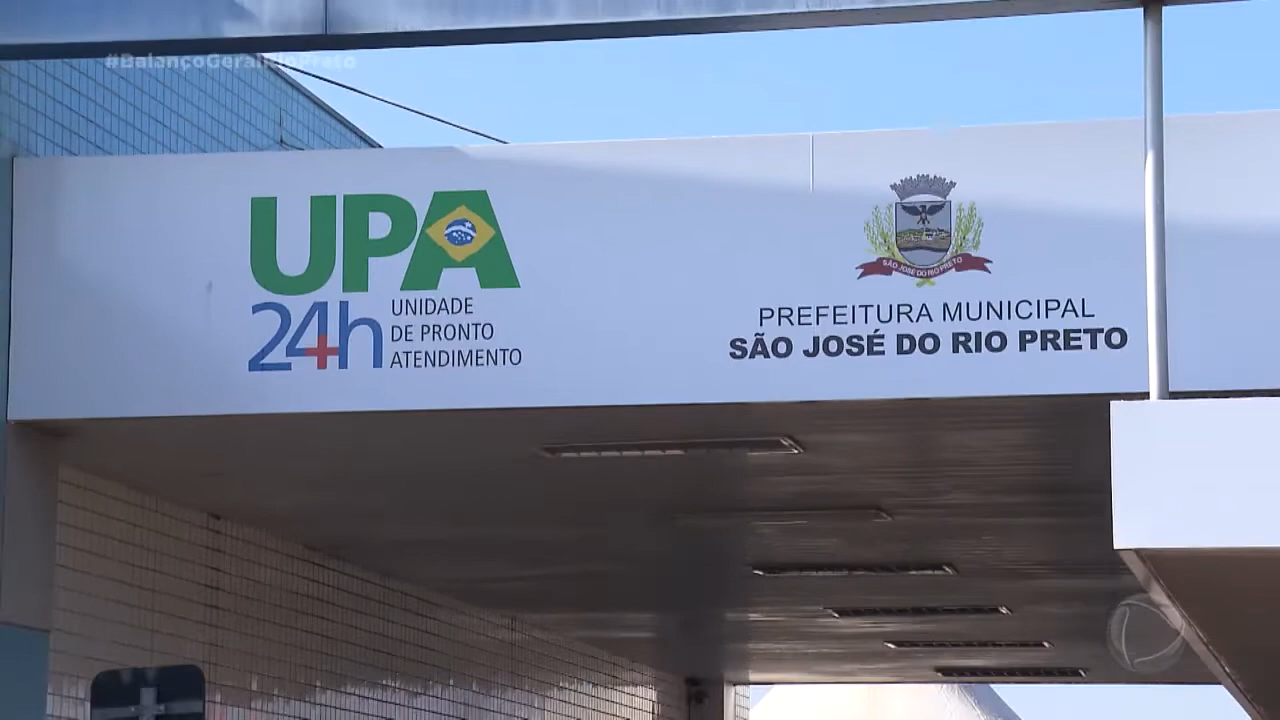 #BalançoGeralRioPreto
UPA
24h
UNIDADE
DE PRONTO
ATENDIMENTO
SÃO JOSÉ DO RIO PRETO
PREFEITURA MUNICIPAL
SÃO JOSÉ DO RIO PRETO